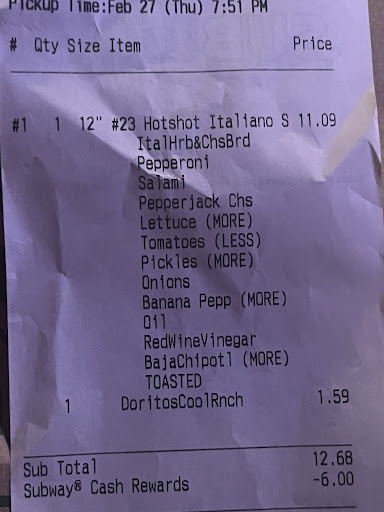 Pickup Time:Feb 27 (Thu) 7:51 PM
# Qty Size Item Price
#1 1 12" #23 Hotshot Italiano S 11.09
ItalHrb&ChsBrd
Pepperoni
Salami
Pepperjack Chs
Lettuce (MORE)
Tomatoes (LESS)
Pickles (MORE)
Onions
Banana Pepp (MORE)
Oil
RedWineVinegar
BajaChipotl (MORE)
TOASTED
1 DoritosCoolRnch 1.59
Sub Total 12.68
Subway® Cash Rewards -6.00